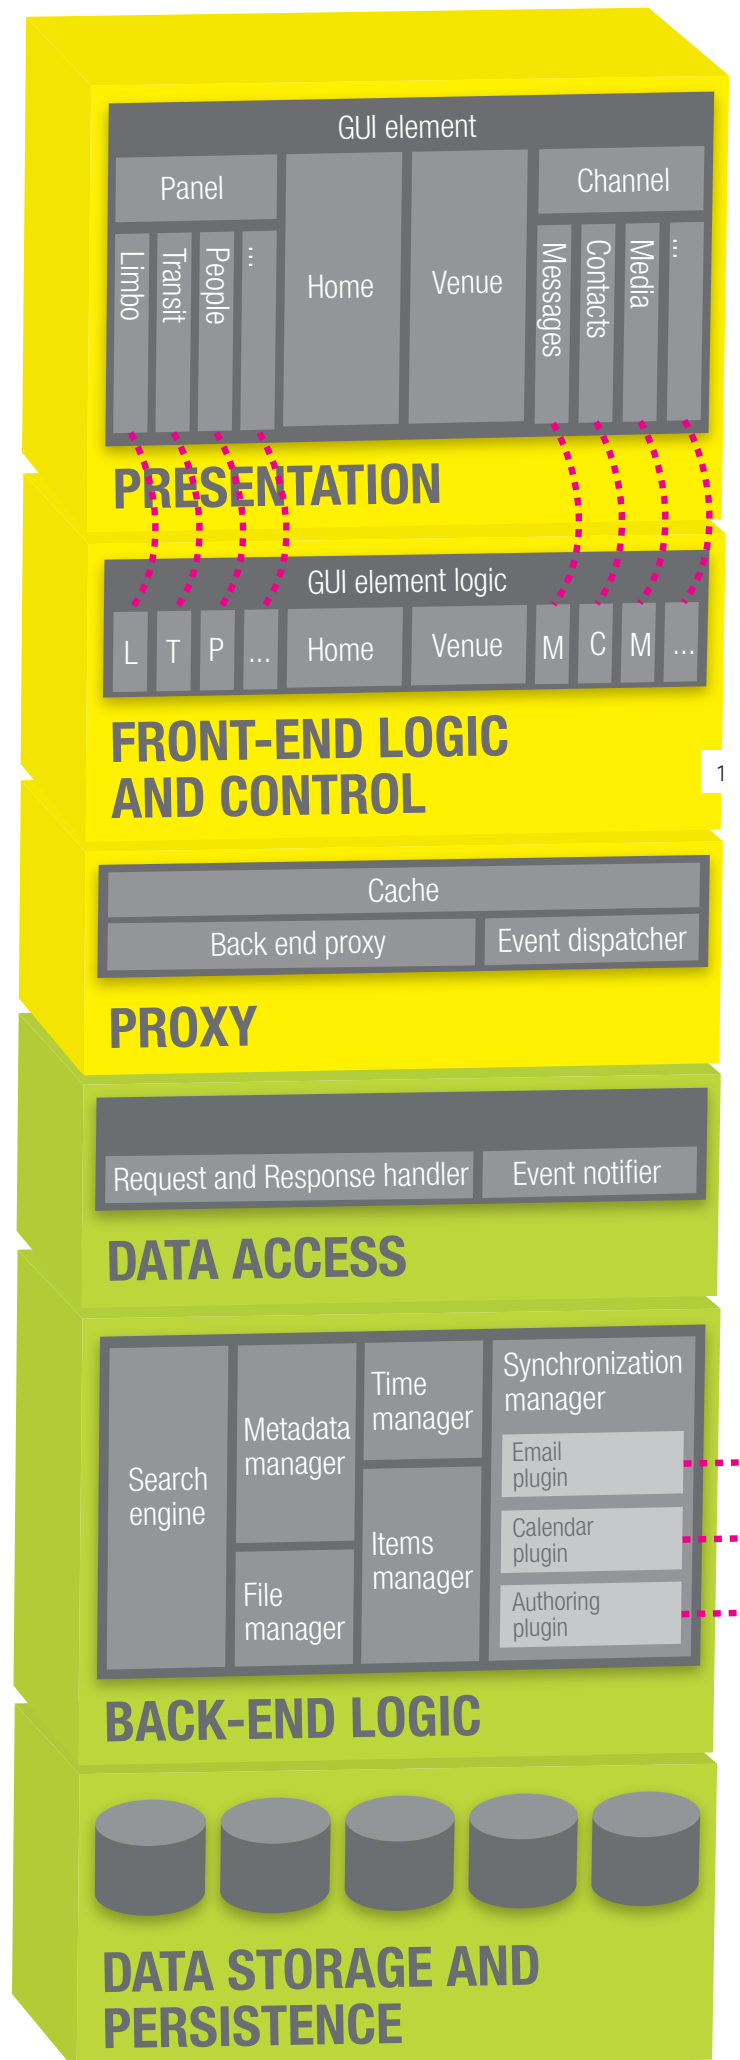 GUI element
Panel
Channel
Limbo
Transit
People
...
Home
Venue
Messages
Contacts
Media
...
PRESENTATION
GUI element logic
L T P ... Home Venue M C M ...
FRONT-END LOGIC
AND CONTROL
1
Cache
Back end proxy
Event dispatcher
PROXY
Request and Response handler
Event notifier
DATA ACCESS
Search
engine
Metadata
manager
File
manager
Time
manager
Items
manager
Synchronization
manager
Email
plugin
Calendar
plugin
Authoring
plugin
BACK-END LOGIC
DATA STORAGE AND
PERSISTENCE